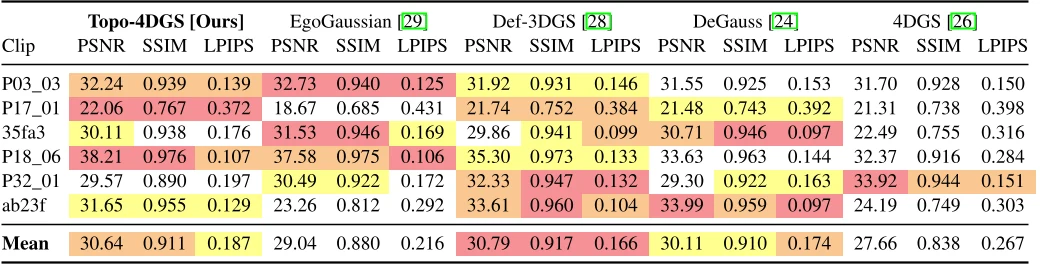 Topo-4DGS [Ours] EgoGaussian [29] Def-3DGS [28] DeGauss [24] 4DGS [26]
Clip PSNR SSIM LPIPS PSNR SSIM LPIPS PSNR SSIM LPIPS PSNR SSIM LPIPS PSNR SSIM LPIPS
P03_03 32.24 0.939 0.139 32.73 0.940 0.125 31.92 0.931 0.146 31.55 0.925 0.153 31.70 0.928 0.150
P17_01 22.06 0.767 0.372 18.67 0.685 0.431 21.74 0.752 0.384 21.48 0.743 0.392 21.31 0.738 0.398
35fa3 30.11 0.938 0.176 31.53 0.946 0.169 29.86 0.941 0.099 30.71 0.946 0.097 22.49 0.755 0.316
P18_06 38.21 0.976 0.107 37.58 0.975 0.106 35.30 0.973 0.133 33.63 0.963 0.144 32.37 0.916 0.284
P32_01 29.57 0.890 0.197 30.49 0.922 0.172 32.33 0.947 0.132 29.30 0.922 0.163 33.92 0.944 0.151
ab23f 31.65 0.955 0.129 23.26 0.812 0.292 33.61 0.960 0.104 33.99 0.959 0.097 24.19 0.749 0.303
Mean 30.64 0.911 0.187 29.04 0.880 0.216 30.79 0.917 0.166 30.11 0.910 0.174 27.66 0.838 0.267